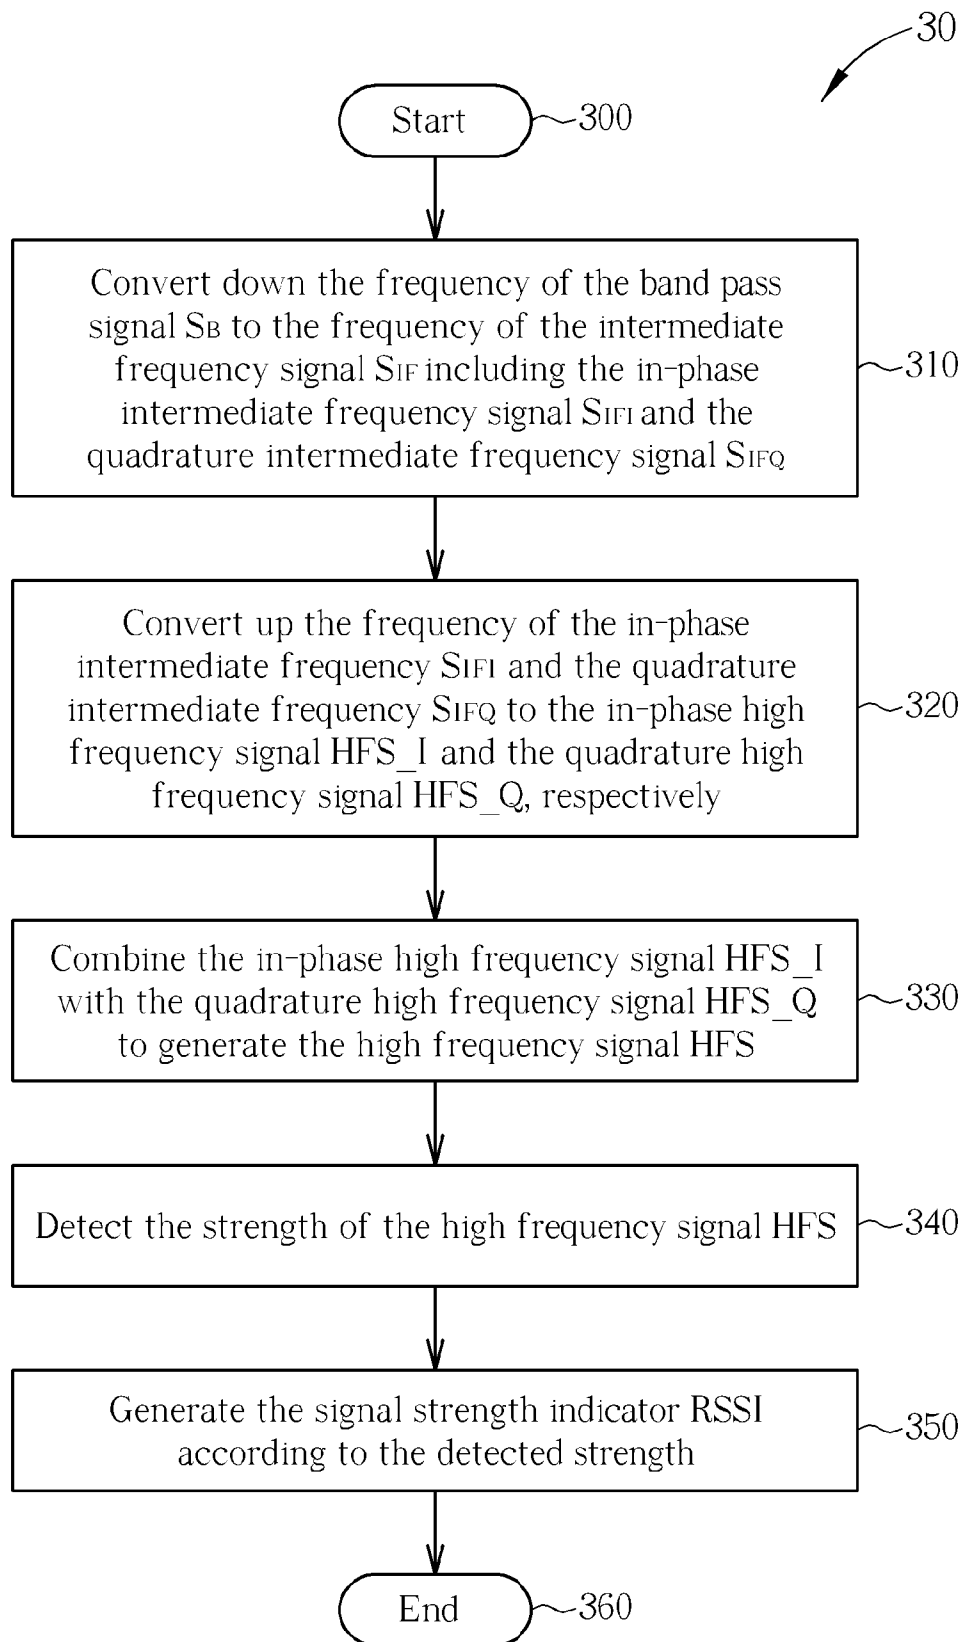 30
Start
300
Convert down the frequency of the band pass
signal SB to the frequency of the intermediate
frequency signal SIF including the in-phase
intermediate frequency signal SIFI and the
quadrature intermediate frequency signal SIFQ
310
Convert up the frequency of the in-phase
intermediate frequency SIFI and the quadrature
intermediate frequency SIFQ to the in-phase high
frequency signal HFS_I and the quadrature high
frequency signal HFS_Q, respectively
320
Combine the in-phase high frequency signal HFS_I
with the quadrature high frequency signal HFS_Q
to generate the high frequency signal HFS
330
Detect the strength of the high frequency signal HFS
340
Generate the signal strength indicator RSSI
according to the detected strength
350
End
360